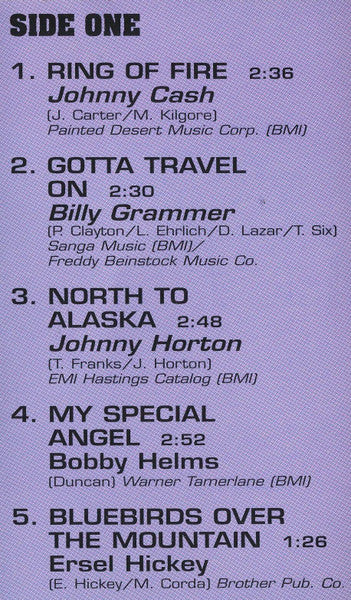 SIDE ONE
1. RING OF FIRE 2:36
Johnny Cash
(J. Carter/M. Kilgore)
Painted Desert Music Corp. (BMI)
2. GOTTA TRAVEL
ON 2:30
Billy Grammer
(P. Clayton/L. Ehrlich/D. Lazar/T. Six)
Sanga Music (BMI)/
Freddy Beinstock Music Co.
3. NORTH TO
ALASKA 2:48
Johnny Horton
(T. Franks/J. Horton)
EMI Hastings Catalog (BMI)
4. MY SPECIAL
ANGEL 2:52
Bobby Helms
(Duncan) Warner Tamerlane (BMI)
5. BLUEBIRDS OVER
THE MOUNTAIN 1:26
Ersel Hickey
(E. Hickey/M. Corda) Brother Pub. Co.